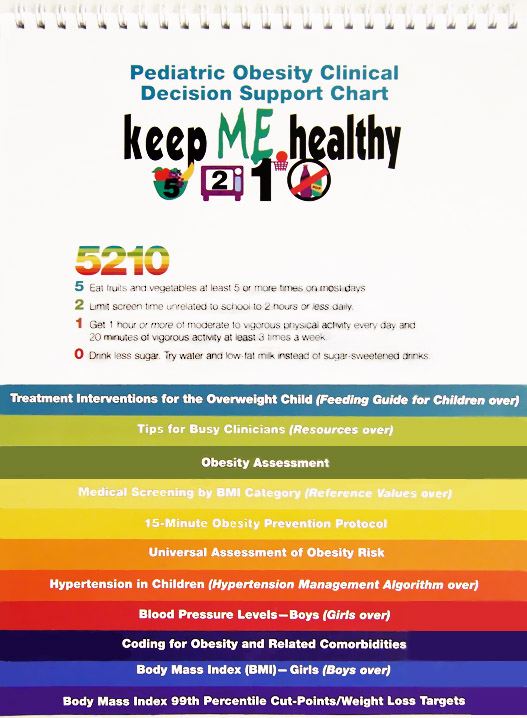 Pediatric Obesity Clinical
Decision Support Chart
keep ME healthy
5 2 1
5210
5 Eat fruits and vegetables at least 5 or more times on most days
2 Limit screen time unrelated to school to 2 hours or less daily.
1 Get 1 hour or more of moderate to vigorous physical activity every day and
20 minutes of vigorous activity at least 3 times a week.
0 Drink less sugar. Try water and low-fat milk instead of sugar-sweetened drinks.
Treatment Interventions for the Overweight Child (Feeding Guide for Children over)
Tips for Busy Clinicians (Resources over)
Obesity Assessment
Medical Screening by BMI Category (Reference Values over)
15-Minute Obesity Prevention Protocol
Universal Assessment of Obesity Risk
Hypertension in Children (Hypertension Management Algorithm over)
Blood Pressure Levels—Boys (Girls over)
Coding for Obesity and Related Comorbidities
Body Mass Index (BMI)—Girls (Boys over)
Body Mass Index 99th Percentile Cut-Points/Weight Loss Targets